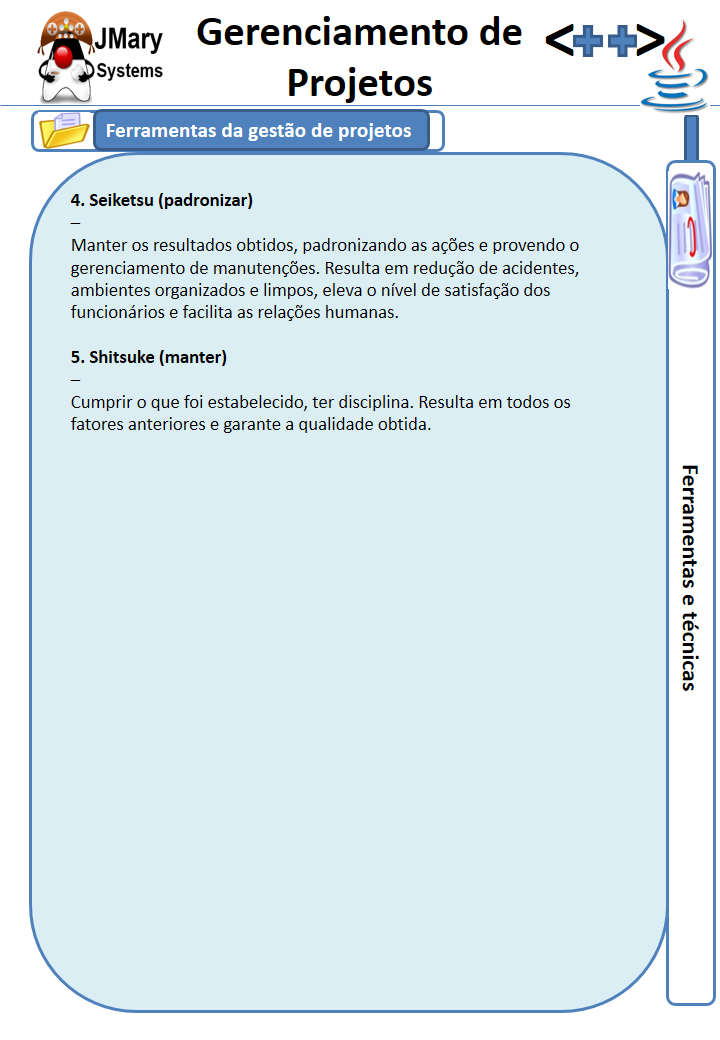 JMary
Systems
Gerenciamento de
Projetos
<++>
Ferramentas da gestão de projetos
4. Seiketsu (padronizar)
–
Manter os resultados obtidos, padronizando as ações e provendo o
gerenciamento de manutenções. Resulta em redução de acidentes,
ambientes organizados e limpos, eleva o nível de satisfação dos
funcionários e facilita as relações humanas.
5. Shitsuke (manter)
–
Cumprir o que foi estabelecido, ter disciplina. Resulta em todos os
fatores anteriores e garante a qualidade obtida.
Ferramentas e técnicas